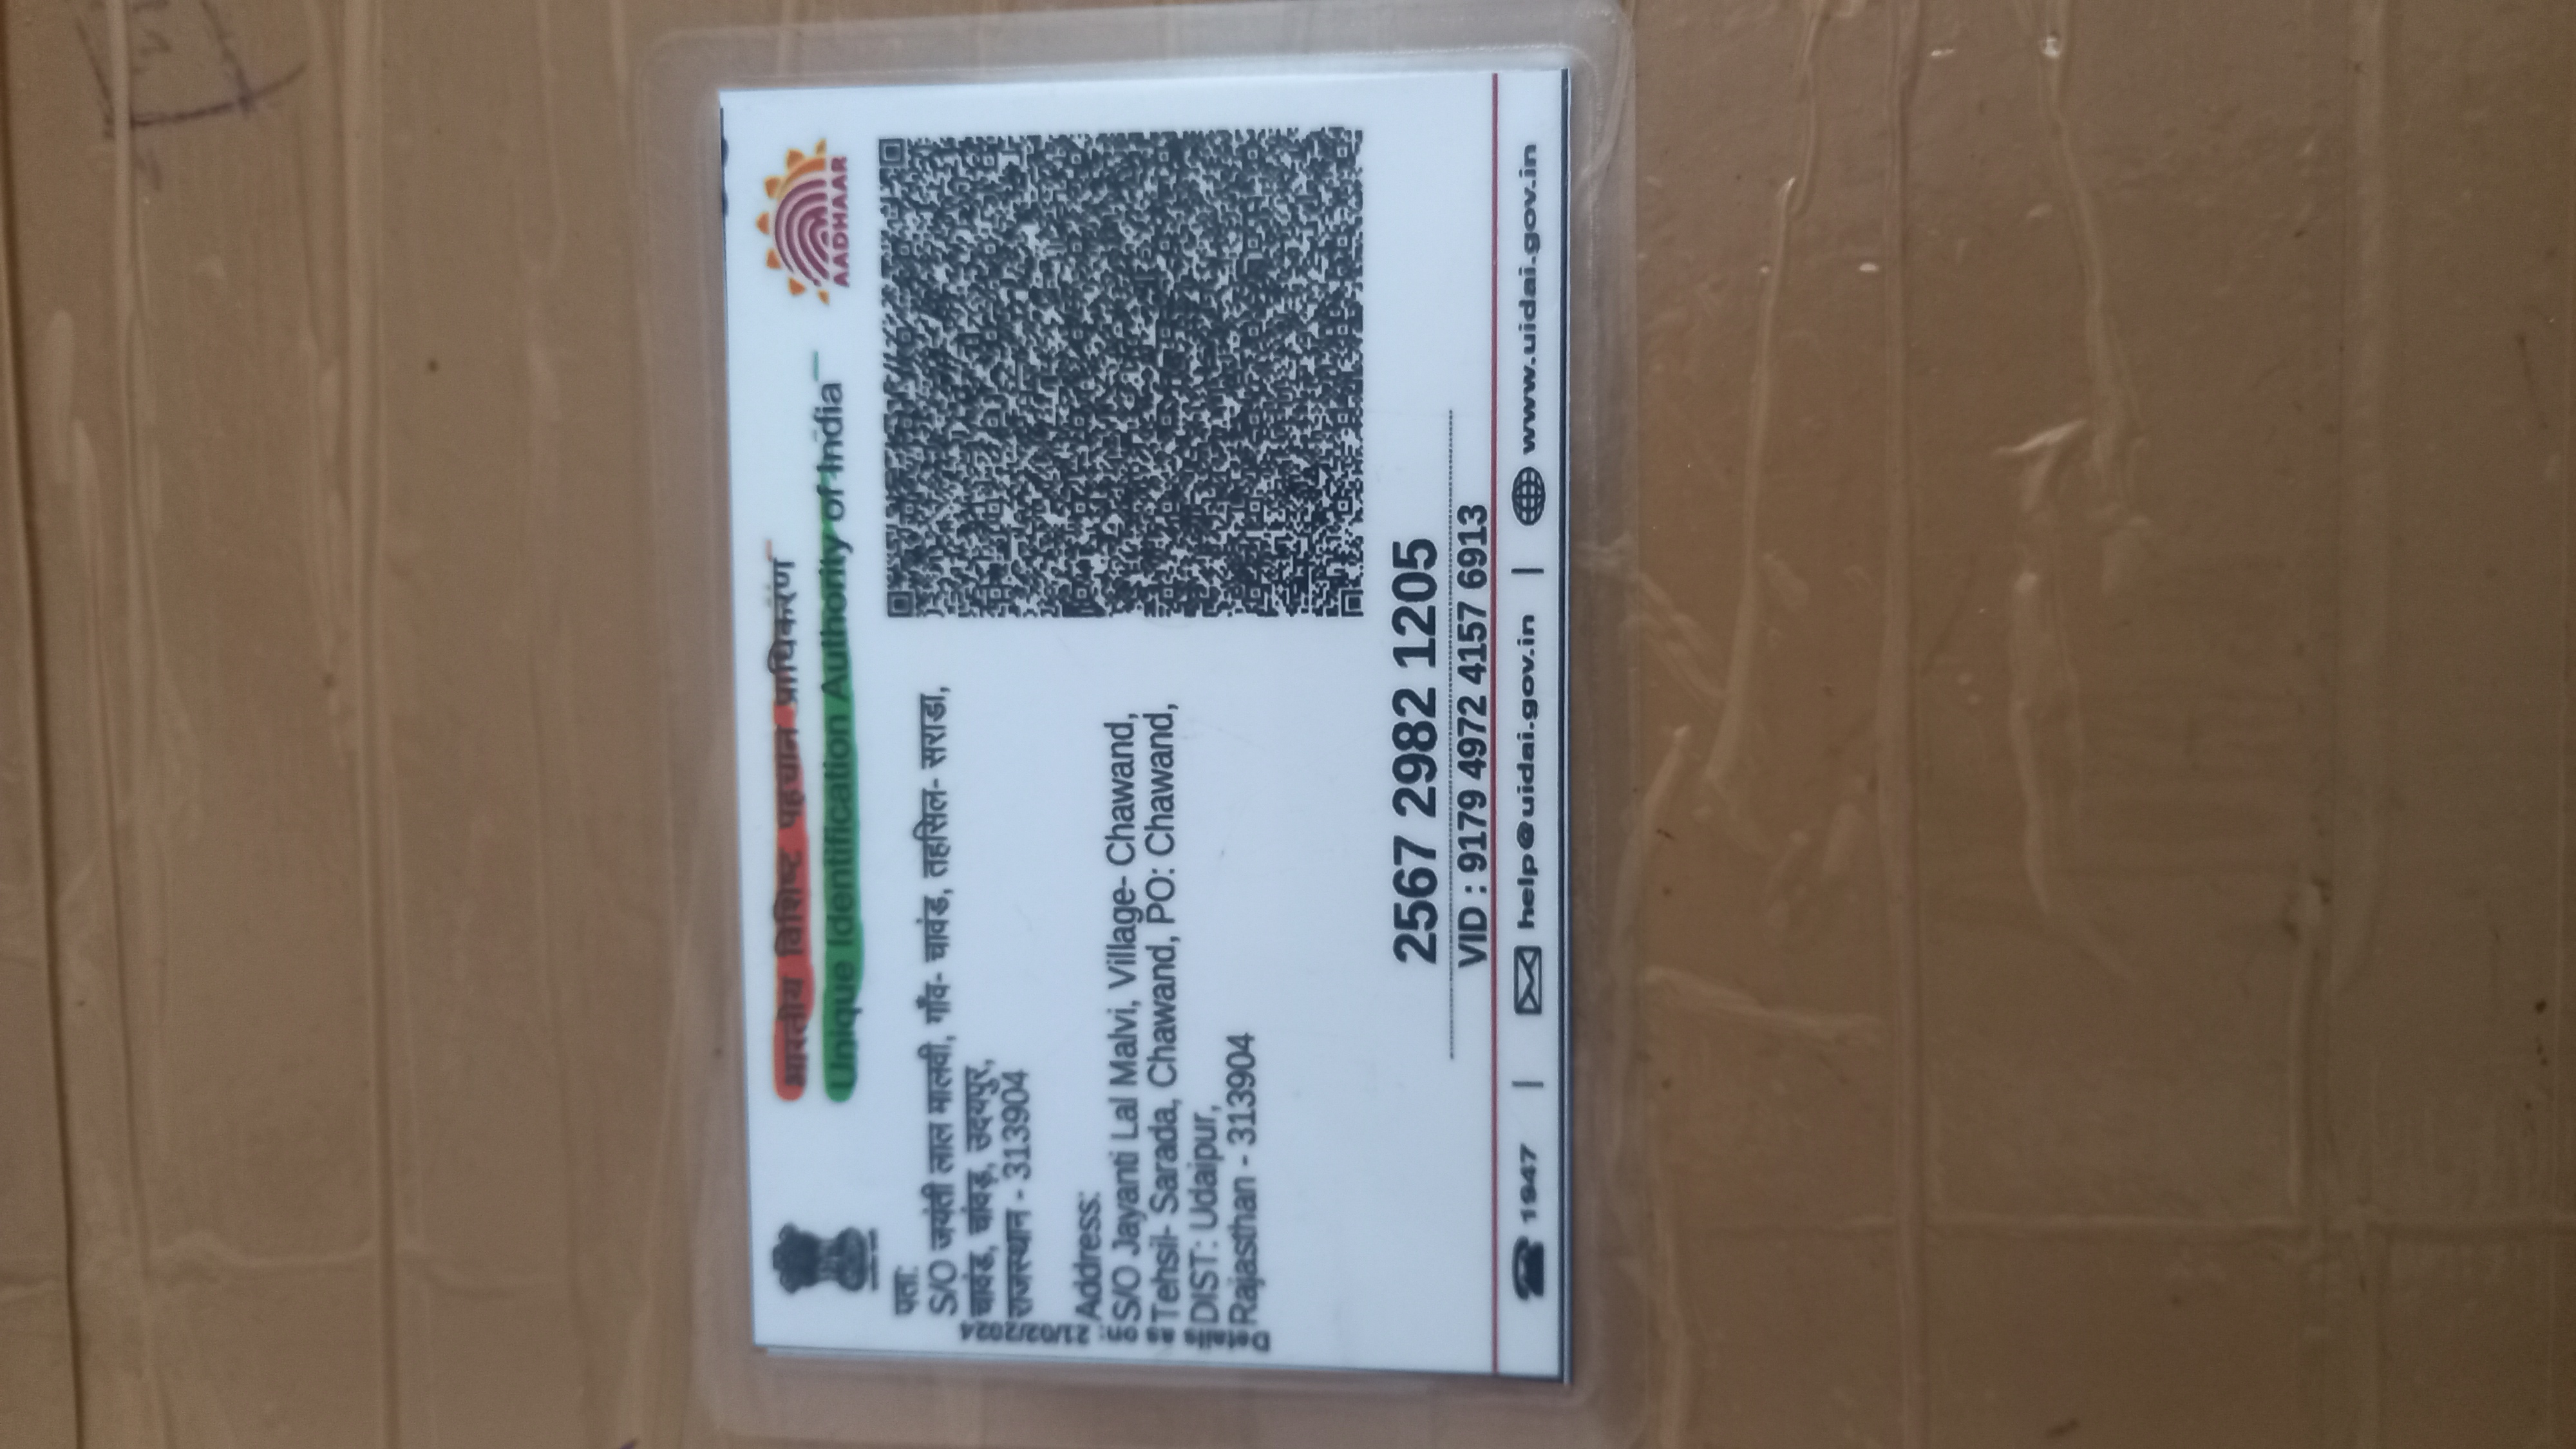 भारतीय विशिष्ट पहचान प्राधिकरण
Unique Identification Authority of India
AADHAAR
पता:
S/O जयंती लाल मालवी, गाँव- चावंड, तहसिल- सराडा,
चावंड, चांवड़, उदयपुर,
राजस्थान - 313904
Address:
S/O Jayanti Lal Malvi, Village- Chawand,
Tehsil- Sarada, Chawand, PO: Chawand,
DIST: Udaipur,
Rajasthan - 313904
Details as on: 21/02/2024
2567 2982 1205
VID : 9179 4972 4157 6913
1947 | help@uidai.gov.in | www.uidai.gov.in